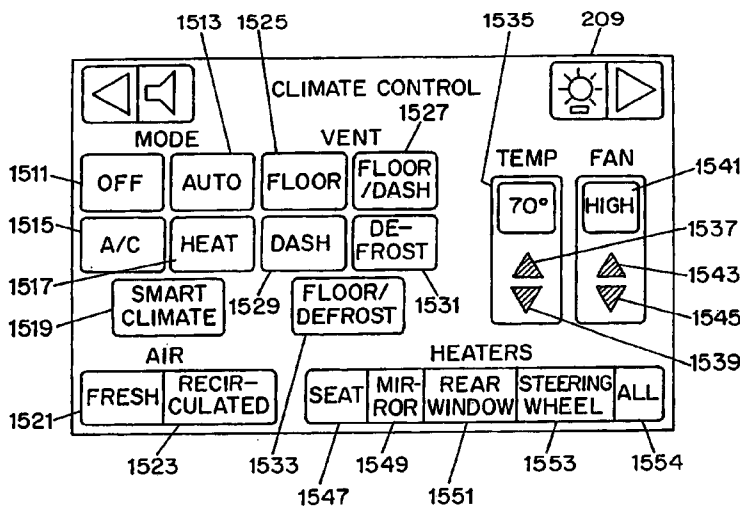 1513
1525
1535
209
CLIMATE CONTROL
MODE
VENT
1527
TEMP
FAN
1511
OFF
AUTO
FLOOR
FLOOR
/DASH
70°
HIGH
1541
1515
A/C
HEAT
DASH
DE-
FROST
1537
1543
1517
1529
1531
1545
1519
SMART
CLIMATE
FLOOR/
DEFROST
1539
AIR
HEATERS
1521
FRESH
RECIR-
CULATED
SEAT
MIR-
ROR
REAR
WINDOW
STEERING
WHEEL
ALL
1523
1533
1549
1553
1554
1547
1551